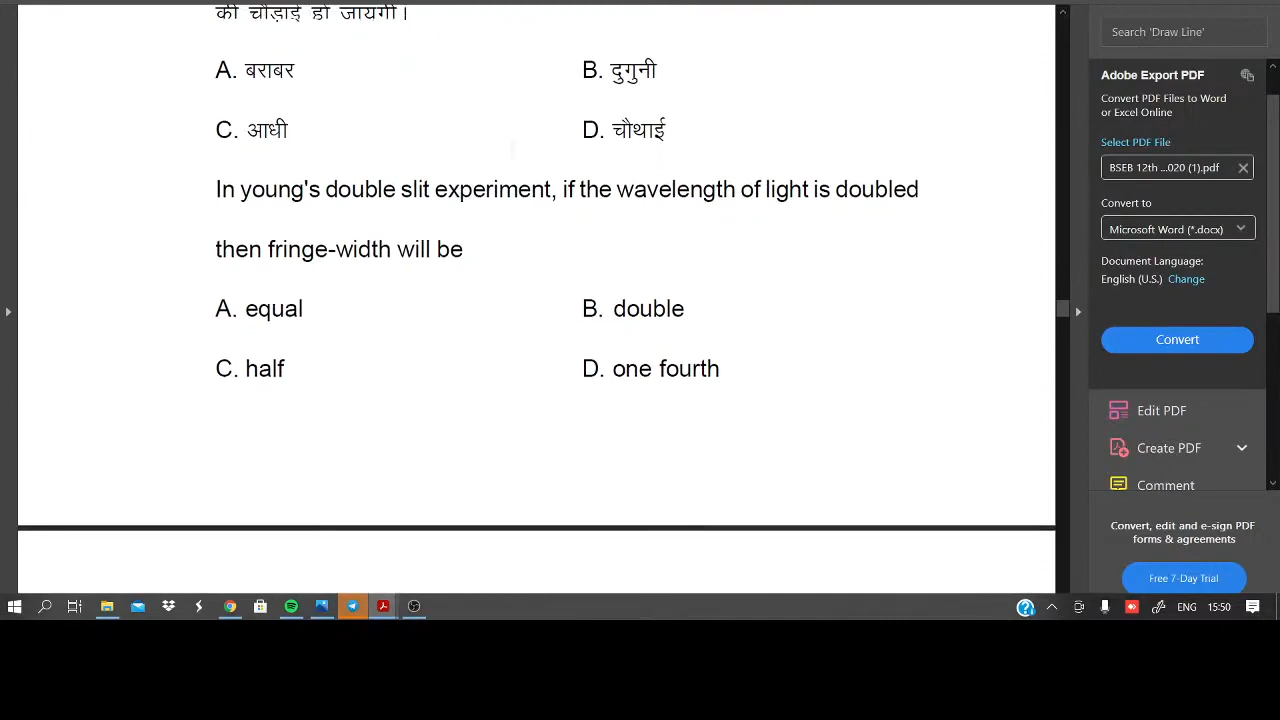 की चौड़ाई हो जायगी।
A. बराबर B. दुगुनी
C. आधी D. चौथाई
In young's double slit experiment, if the wavelength of light is doubled
then fringe-width will be
A. equal B. double
C. half D. one fourth
Search 'Draw Line'
Adobe Export PDF
Convert PDF Files to Word
or Excel Online
Select PDF File
BSEB 12th ...020 (1).pdf
Convert to
Microsoft Word (*.docx)
Document Language:
English (U.S.) Change
Convert
Edit PDF
Create PDF
Comment
Convert, edit and e-sign PDF
forms & agreements
Free 7-Day Trial
ENG 15:50